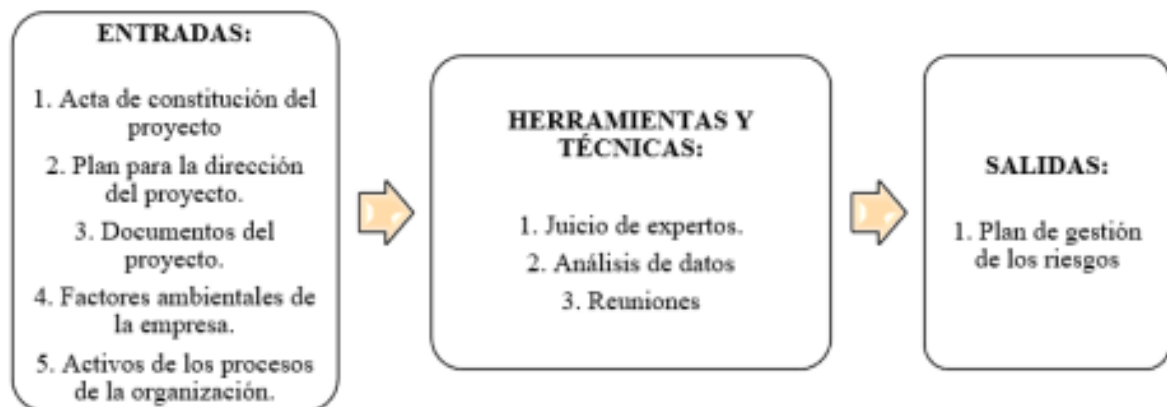 ENTRADAS:
1. Acta de constitución del
proyecto
2. Plan para la dirección
del proyecto.
3. Documentos del
proyecto.
4. Factores ambientales de
la empresa.
5. Activos de los procesos
de la organización.
HERRAMIENTAS Y
TÉCNICAS:
1. Juicio de expertos.
2. Análisis de datos
3. Reuniones
SALIDAS:
1. Plan de gestión
de los riesgos